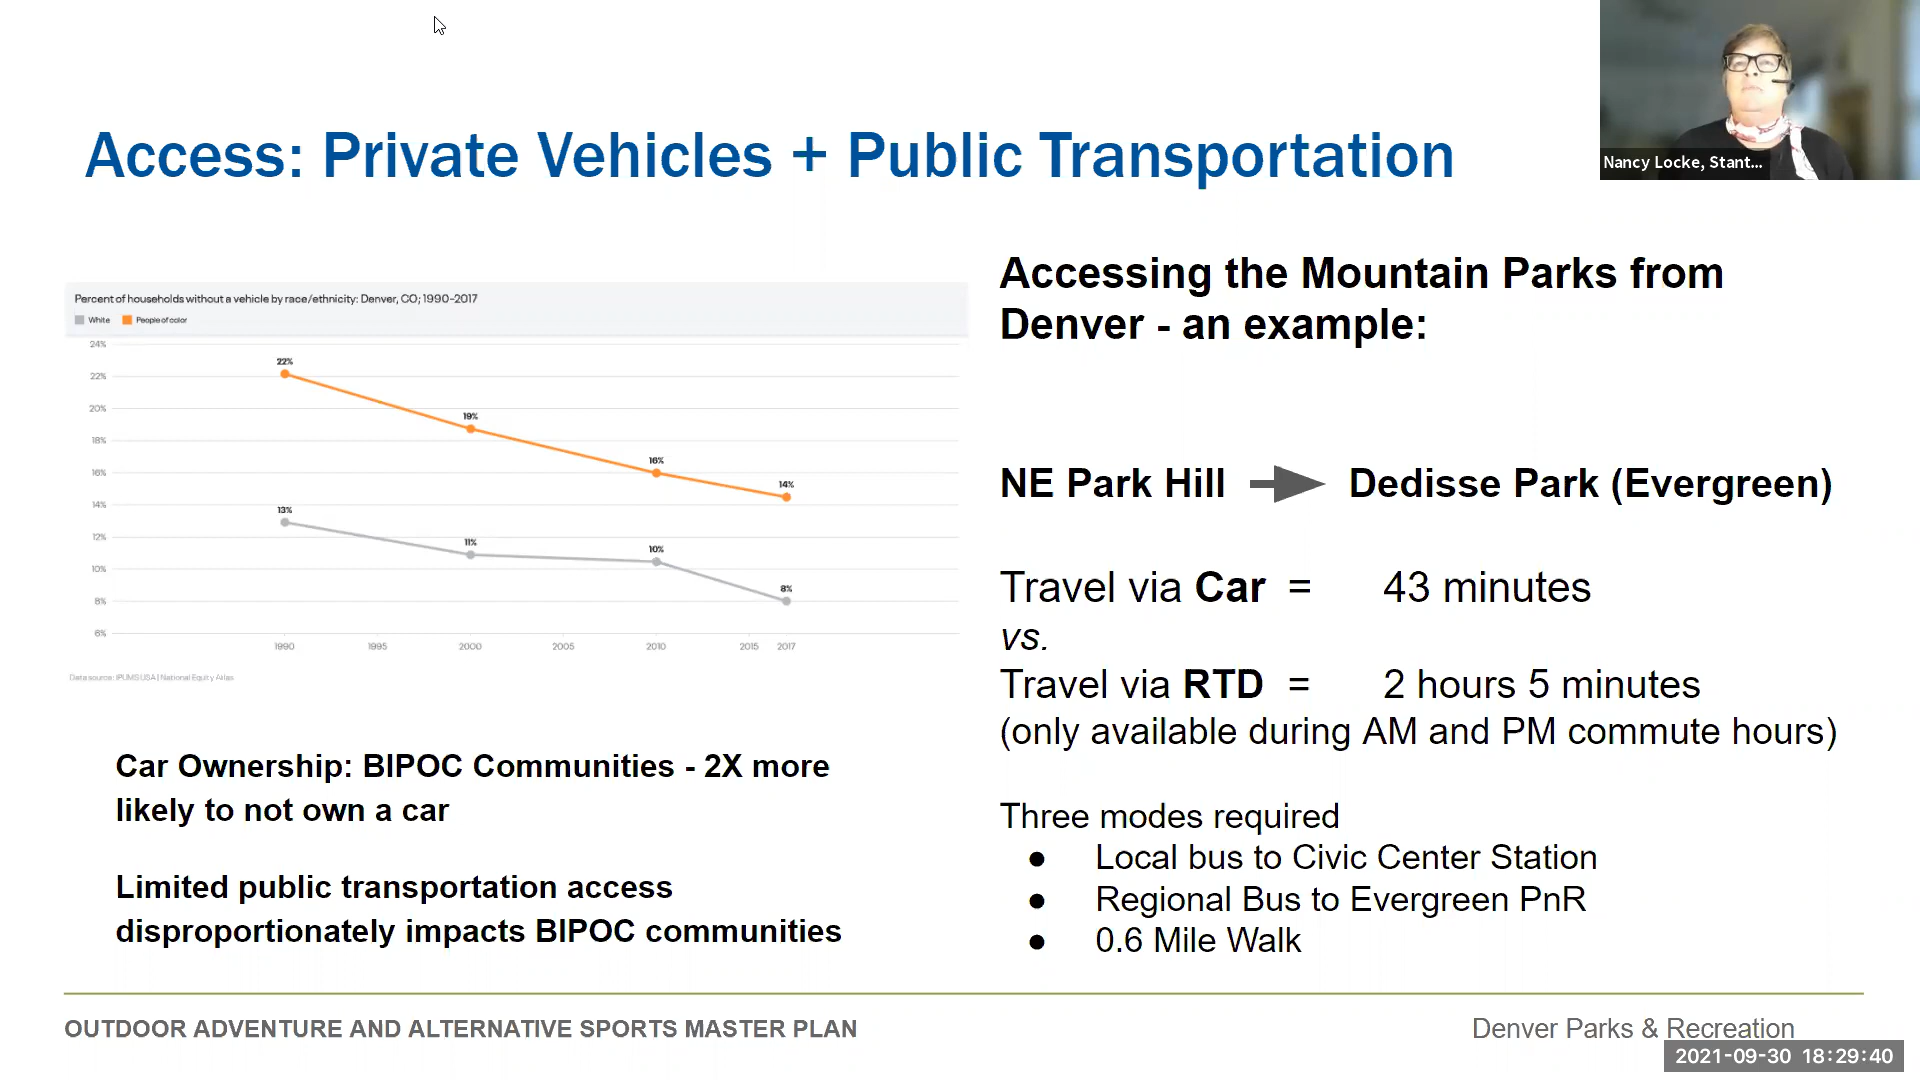 Nancy Locke, Stant...
Access: Private Vehicles + Public Transportation
Percent of households without a vehicle by race/ethnicity: Denver, CO; 1990-2017
White People of color
24%
22%
20%
18%
16%
14%
12%
10%
8%
6%
22%
19%
16%
14%
13%
11%
10%
8%
1990 1995 2000 2005 2010 2015 2017
Data source: IPUMS USA | National Equity Atlas
Car Ownership: BIPOC Communities - 2X more
likely to not own a car
Limited public transportation access
disproportionately impacts BIPOC communities
Accessing the Mountain Parks from
Denver - an example:
NE Park Hill Dedisse Park (Evergreen)
Travel via Car = 43 minutes
vs.
Travel via RTD = 2 hours 5 minutes
(only available during AM and PM commute hours)
Three modes required
● Local bus to Civic Center Station
● Regional Bus to Evergreen PnR
● 0.6 Mile Walk
OUTDOOR ADVENTURE AND ALTERNATIVE SPORTS MASTER PLAN
Denver Parks & Recreation
2021-09-30 18:29:40